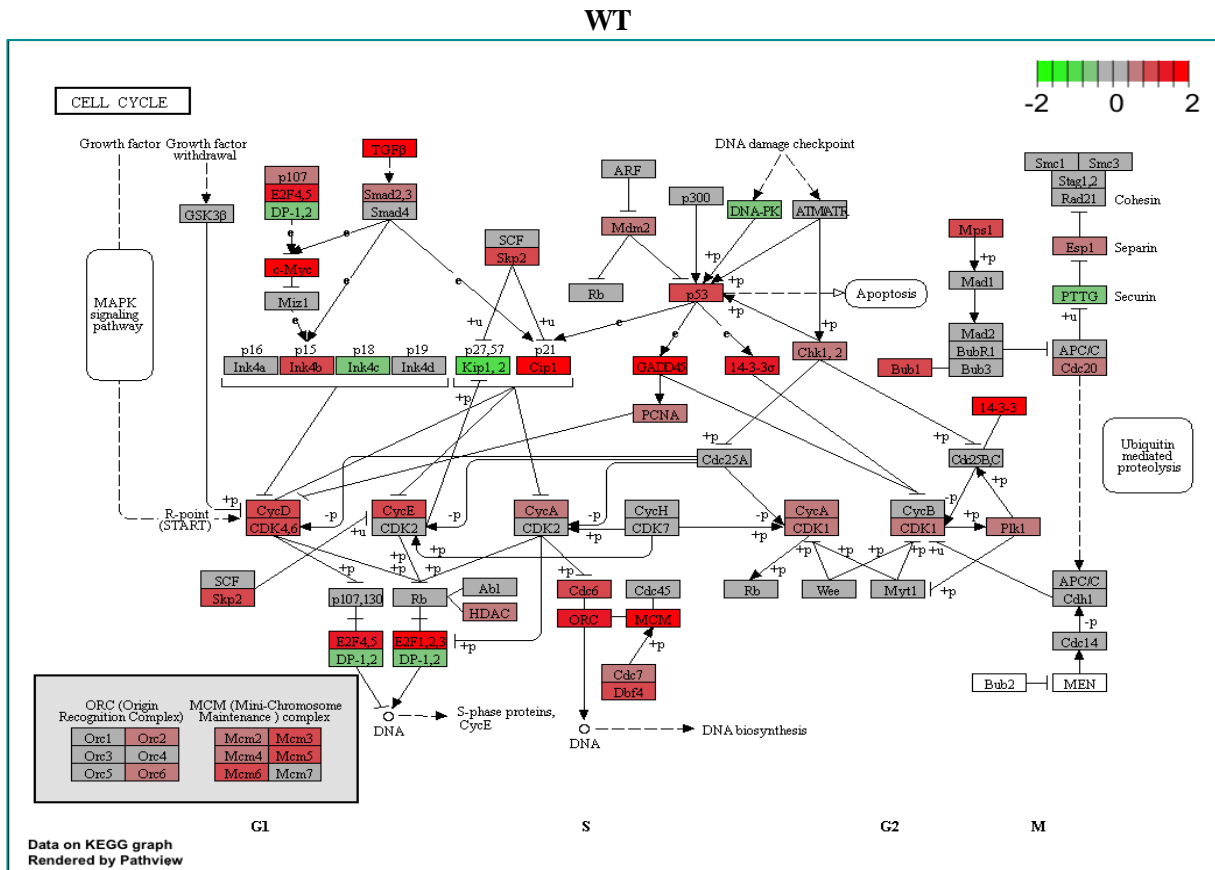 WT
CELL CYCLE
-2 0 2
Growth factor
Growth factor
withdrawal
TGFβ
DNA damage checkpoint
p107
E2F4,5
DP-1,2
Smad2,3
Smad4
GSK3β
ARF
p300
DNA-PK
ATM/ATR
Smc1 Smc3
Stag1,2
Rad21
Cohesin
Mps1
Esp1
Separin
e
e
e
SCF
Skp2
Mdm2
+p
+p
+p
c-Myc
Miz1
Rb
p53
Apoptosis
Mad1
PTTG
Securin
MAPK
signaling
pathway
e
e
+u
+u
e
e
e
+p
+p
+u
Mad2
BubR1
Bub3
APC/C
Cdc20
p16
Ink4a
p15
Ink4b
p18
Ink4c
p19
Ink4d
p27,57
Kip1, 2
p21
Cip1
GADD45
14-3-3σ
Chk1, 2
Bub1
+p
PCNA
14-3-3
+p
+p
Cdc25A
Cdc25B,C
Ubiquitin
mediated
proteolysis
R-point
(START)
+p
-p
-p
-p
-p
-p
CycD
CDK4,6
CycE
CDK2
CycA
CDK2
CycH
CDK7
CycA
CDK1
CycB
CDK1
Plk1
+p
+p
+p
+p
+u
+p
+p
+p
+p
+p
+p
+p
+p
+u
+p
SCF
Skp2
p107,130
Rb
Abl
HDAC
Cdc6
Cdc45
ORC
MCM
Rb
Wee
Myt1
APC/C
Cdh1
-p
Cdc14
E2F4,5
DP-1,2
E2F1,2,3
DP-1,2
+p
+p
Cdc7
Dbf4
Bub2
MEN
DNA
S-phase proteins,
CycE
DNA
DNA biosynthesis
ORC (Origin
Recognition Complex)
MCM (Mini-Chromosome
Maintenance ) complex
Orc1 Orc2 Mcm2 Mcm3
Orc3 Orc4 Mcm4 Mcm5
Orc5 Orc6 Mcm6 Mcm7
G1 S G2 M
Data on KEGG graph
Rendered by Pathview